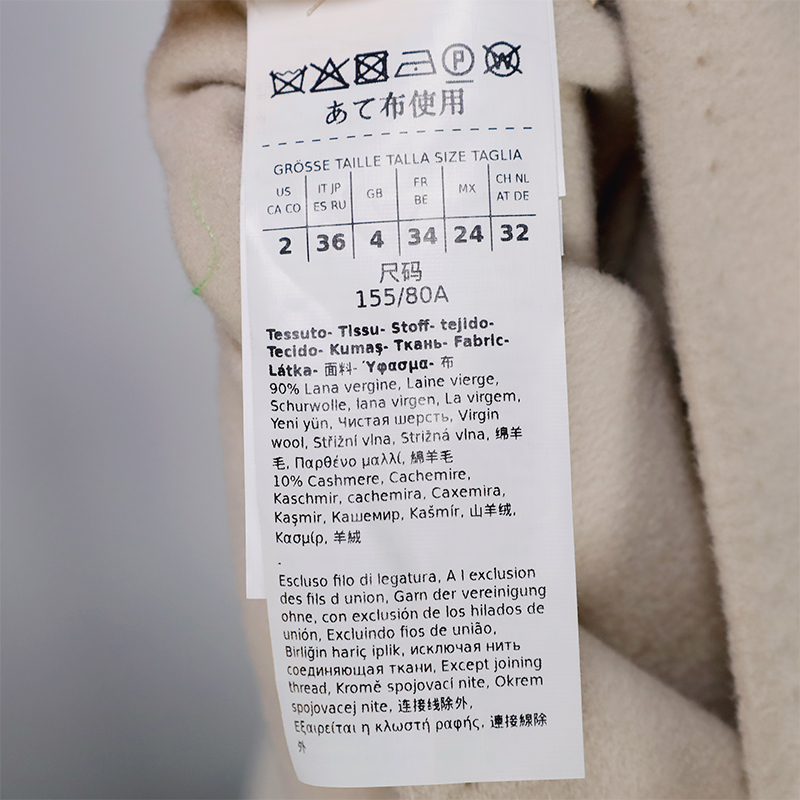 P W
あて布使用
GRÖSSE TAILLE TALLA SIZE TAGLIA
US CA CO IT JP ES RU GB FR BE MX CH NL AT DE
2 36 4 34 24 32
尺码
155/80A
Tessuto- Tissu- Stoff- tejido-
Tecido- Kumaş- Ткань- Fabric-
Látka- 面料- Ύφασμα- 布
90% Lana vergine, Laine vierge,
Schurwolle, lana virgen, La virgem,
Yeni yün, Чистая шерсть, Virgin
wool, Střižní vlna, Strižná vlna, 绵羊
毛, Παρθένο μαλλί, 綿羊毛
10% Cashmere, Cachemire,
Kaschmir, cachemira, Caxemira,
Kaşmir, Кашемир, Kašmír, 山羊绒,
Κασμίρ, 羊絨
.
Escluso filo di legatura, A l exclusion
des fils d union, Garn der vereinigung
ohne, con exclusión de los hilados de
unión, Excluindo fios de união,
Birliğin hariç iplik, исключая нить
соединяющая ткани, Except joining
thread, Kromě spojovací nite, Okrem
spojovacej nite, 连接线除外,
Εξαιρείται η κλωστή ραφής, 連接線除
外